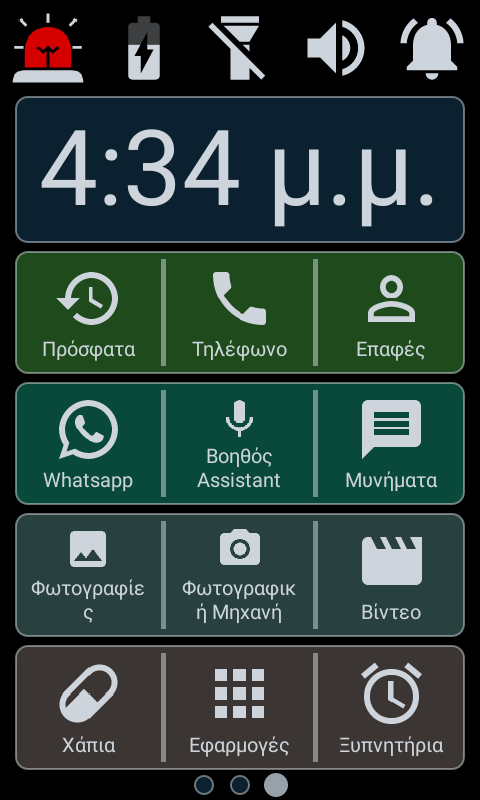 4:34 μ.μ.
Πρόσφατα
Τηλέφωνο
Επαφές
Whatsapp
Βοηθός
Assistant
Μυνήματα
Φωτογραφίε
ς
Φωτογραφικ
ή Μηχανή
Βίντεο
Χάπια
Εφαρμογές
Ξυπνητήρια